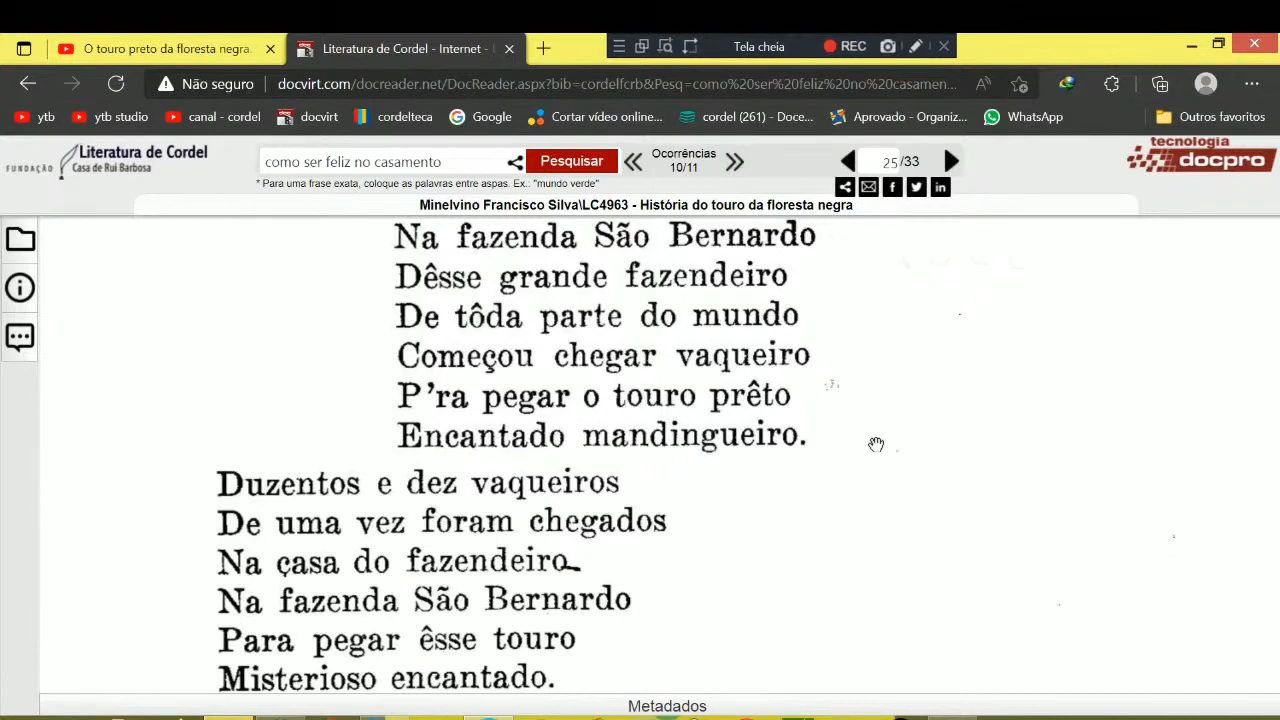 O touro preto da floresta negra.
Literatura de Cordel - Internet -
Tela cheia
REC
Não seguro
docvirt.com/docreader.net/DocReader.aspx?bib=cordelfcrb&Pesq=como%20ser%20feliz%20no%20casamen...
ytb
ytb studio
canal - cordel
docvirt
cordelteca
Google
Cortar vídeo online...
cordel (261) - Doce...
Aprovado - Organiz...
WhatsApp
Outros favoritos
FUNDAÇÃO
Literatura de Cordel
Casa de Rui Barbosa
como ser feliz no casamento
Pesquisar
Ocorrências
10/11
25/33
tecnologia
docpro
* Para uma frase exata, coloque as palavras entre aspas. Ex.: "mundo verde"
Minelvino Francisco Silva\LC4963 - História do touro da floresta negra
Na fazenda São Bernardo
Dêsse grande fazendeiro
De tôda parte do mundo
Começou chegar vaqueiro
P'ra pegar o touro prêto
Encantado mandingueiro.
Duzentos e dez vaqueiros
De uma vez foram chegados
Na casa do fazendeiro
Na fazenda São Bernardo
Para pegar êsse touro
Misterioso encantado.
Metadados